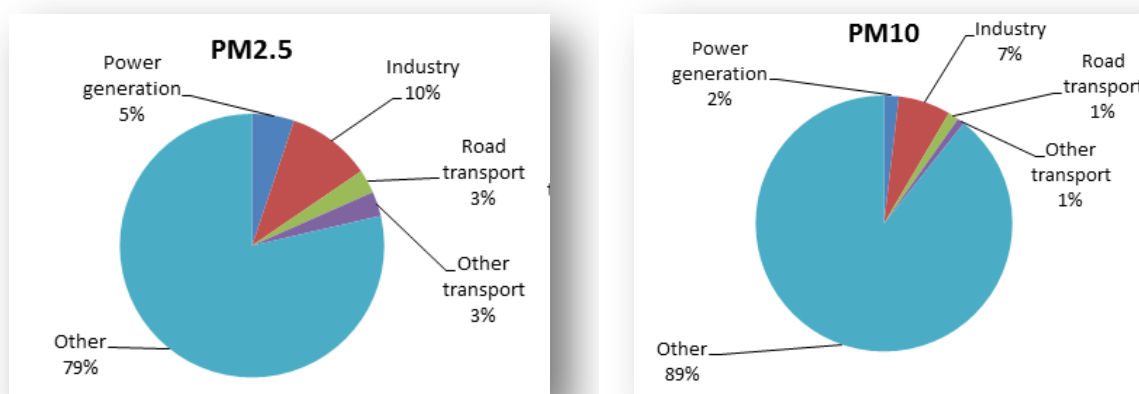 PM2.5
Power
generation
5%
Industry
10%
Road
transport
3%
Other
transport
3%
Other
79%
PM10
Power
generation
2%
Industry
7%
Road
transport
1%
Other
transport
1%
Other
89%